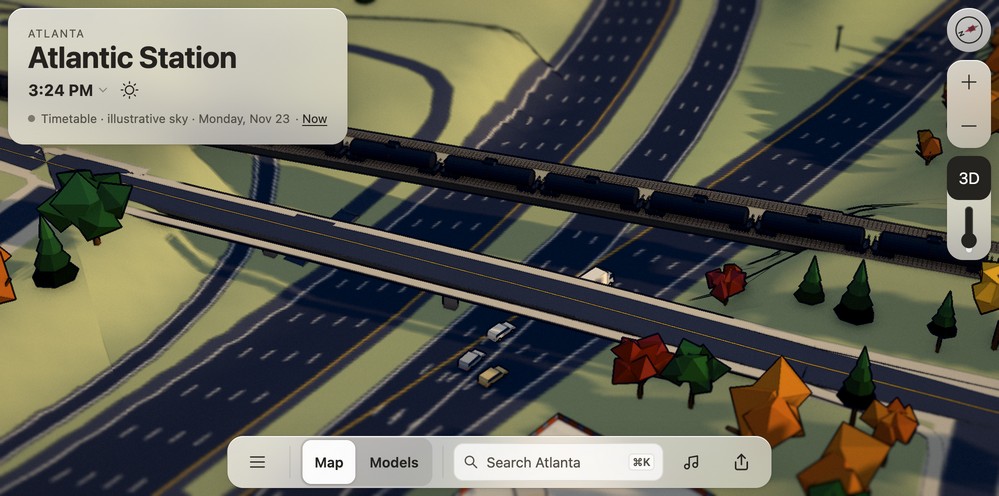 ATLANTA
Atlantic Station
3:24 PM
Timetable · illustrative sky · Monday, Nov 23 · Now
Z
3D
Map Models Search Atlanta ⌘K